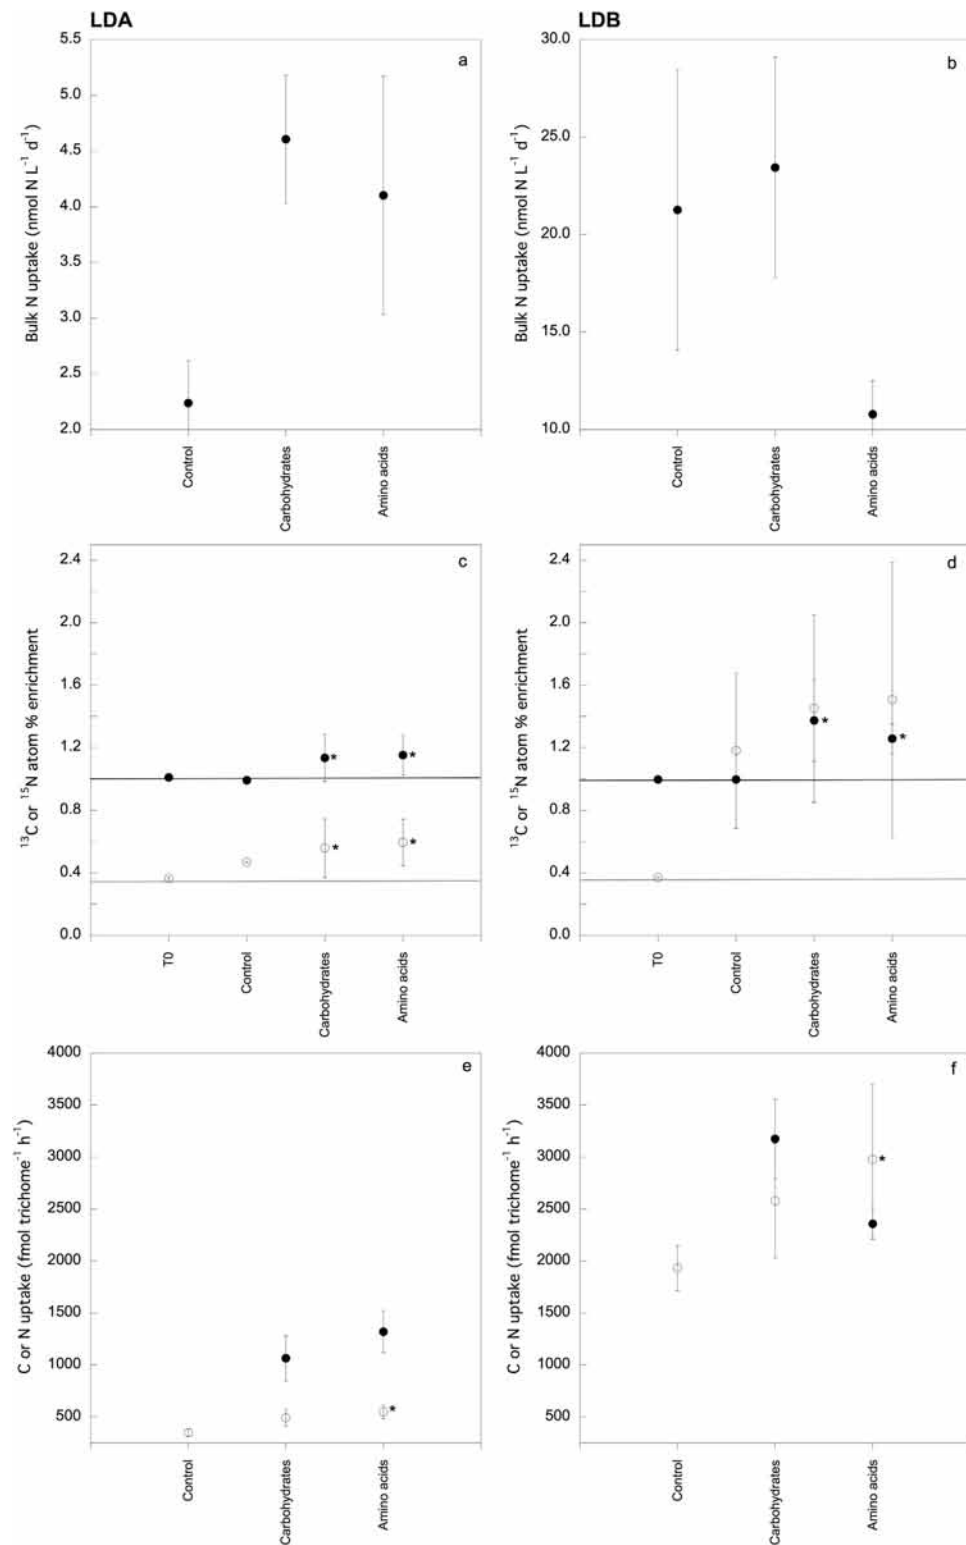 LDA
LDB
a
Bulk N uptake (nmol N L⁻¹ d⁻¹)
5.5
5.0
4.5
4.0
3.5
3.0
2.5
2.0
Control
Carbohydrates
Amino acids
b
Bulk N uptake (nmol N L⁻¹ d⁻¹)
30.0
25.0
20.0
15.0
10.0
Control
Carbohydrates
Amino acids
c
¹³C or ¹⁵N atom % enrichment
2.4
2.0
1.6
1.2
0.8
0.4
0.0
*
*
*
*
T0
Control
Carbohydrates
Amino acids
d
¹³C or ¹⁵N atom % enrichment
2.4
2.0
1.6
1.2
0.8
0.4
0.0
*
*
T0
Control
Carbohydrates
Amino acids
e
C or N uptake (fmol trichome⁻¹ h⁻¹)
4000
3500
3000
2500
2000
1500
1000
500
*
Control
Carbohydrates
Amino acids
f
C or N uptake (fmol trichome⁻¹ h⁻¹)
4000
3500
3000
2500
2000
1500
1000
500
*
Control
Carbohydrates
Amino acids